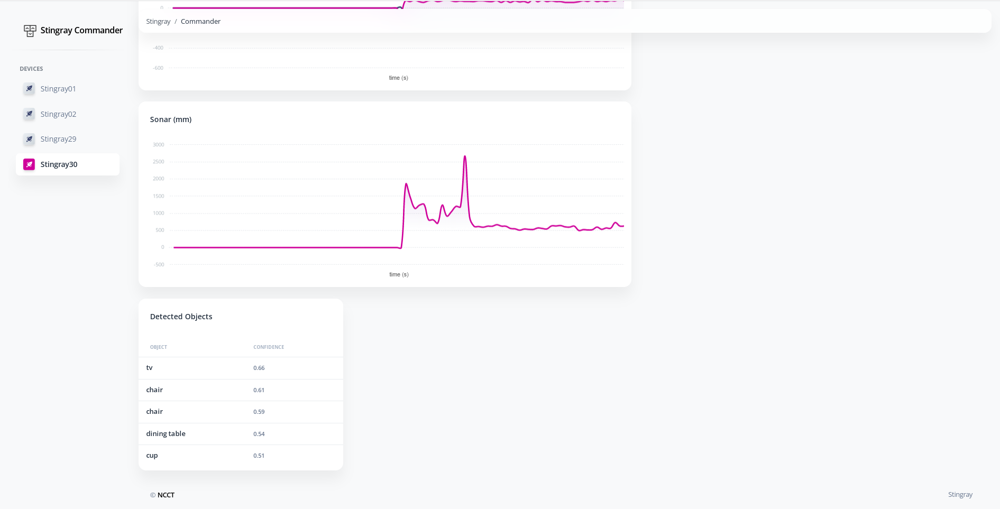 0
Stingray / Commander
Stingray Commander
-400
-600
time (s)
DEVICES
Stingray01
Stingray02
Stingray29
Stingray30
Sonar (mm)
3000
2500
2000
1500
1000
500
0
-500
time (s)
Detected Objects
OBJECT CONFIDENCE
tv 0.66
chair 0.61
chair 0.59
dining table 0.54
cup 0.51
© NCCT
Stingray